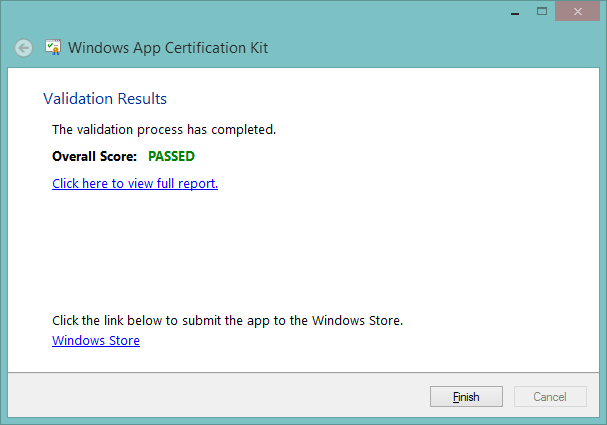 Windows App Certification Kit
Validation Results
The validation process has completed.
Overall Score: PASSED
Click here to view full report.
Click the link below to submit the app to the Windows Store.
Windows Store
Finish Cancel